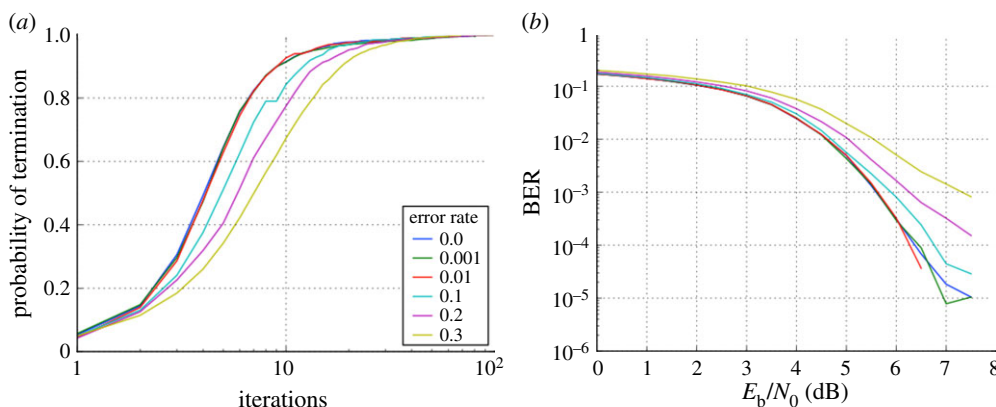 (a)
probability of termination
1.0
0.8
0.6
0.4
0.2
0
1
10
10²
iterations
error rate
0.0
0.001
0.01
0.1
0.2
0.3
(b)
BER
1
10⁻¹
10⁻²
10⁻³
10⁻⁴
10⁻⁵
10⁻⁶
0 1 2 3 4 5 6 7 8
E_b/N_0 (dB)